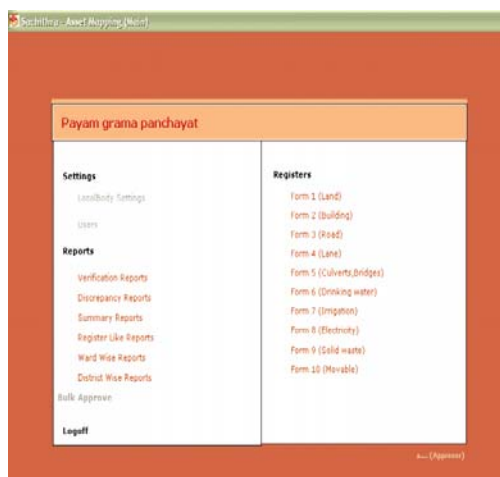 Sachithra - Asset Mapping (Main)
Payam grama panchayat
Settings
LocalBody Settings
Users
Reports
Verification Reports
Discrepancy Reports
Summary Reports
Register Like Reports
Ward Wise Reports
District Wise Reports
Bulk Approve
Logoff
Registers
Form 1 (Land)
Form 2 (Building)
Form 3 (Road)
Form 4 (Lane)
Form 5 (Culverts,Bridges)
Form 6 (Drinking water)
Form 7 (Irrigation)
Form 8 (Electricity)
Form 9 (Solid waste)
Form 10 (Movable)
(Approver)